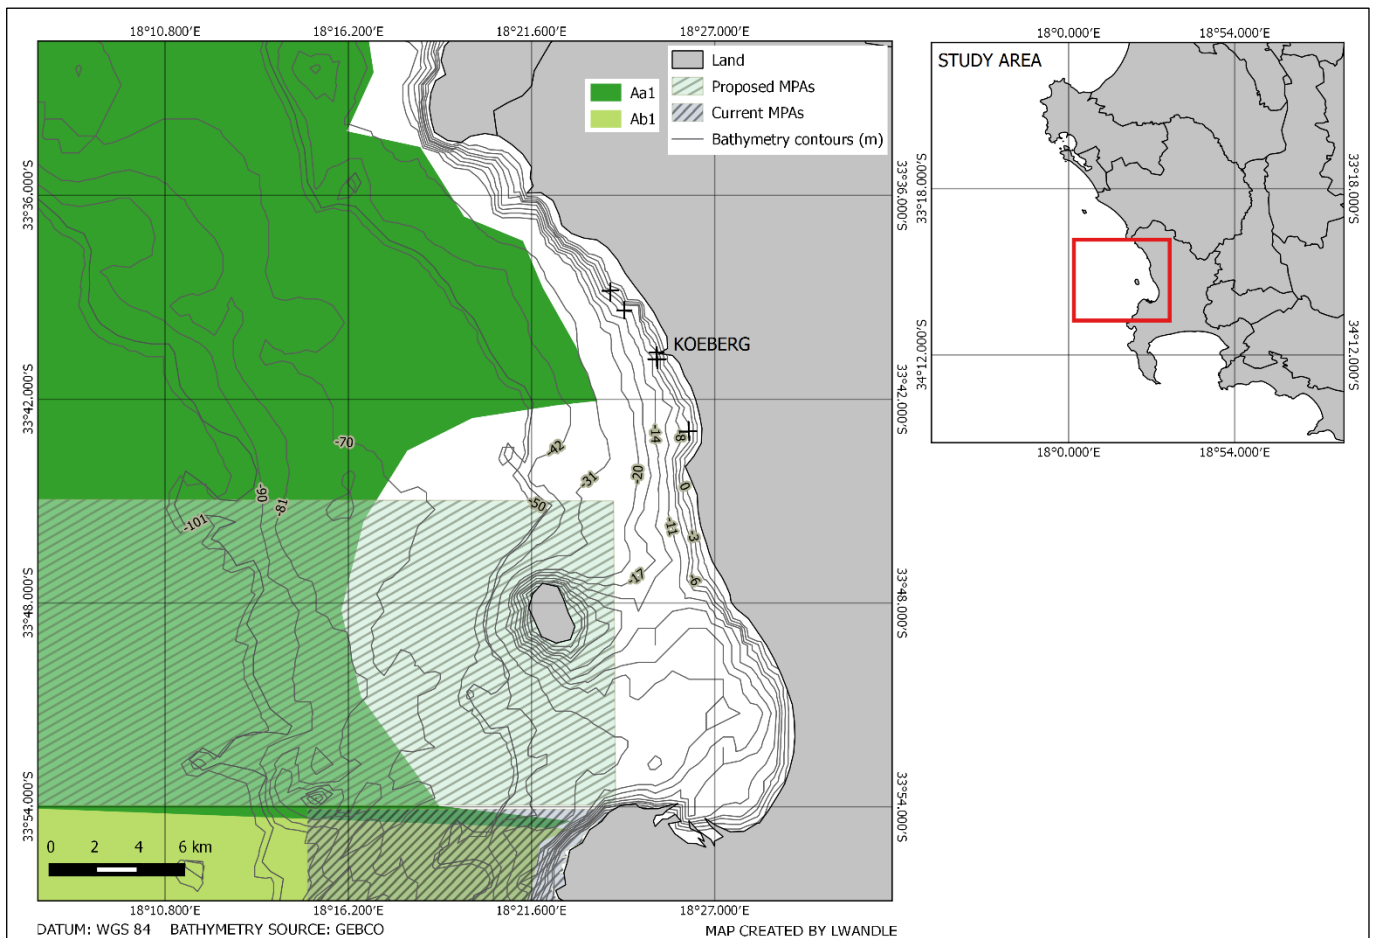 18°10.800'E 18°16.200'E 18°21.600'E 18°27.000'E
18°0.000'E 18°54.000'E
STUDY AREA
Land
Proposed MPAs
Current MPAs
Bathymetry contours (m)
Aa1
Ab1
33°36.000'S
33°36.000'S
33°18.000'S
33°18.000'S
KOEBERG
34°12.000'S
34°12.000'S
33°42.000'S
33°42.000'S
-70
-42
-14
-8
-31
-20
0
-90
-81
-50
-101
-11
-3
-17
-6
33°48.000'S
33°48.000'S
18°0.000'E 18°54.000'E
33°54.000'S
33°54.000'S
0 2 4 6 km
18°10.800'E 18°16.200'E 18°21.600'E 18°27.000'E
DATUM: WGS 84 BATHYMETRY SOURCE: GEBCO
MAP CREATED BY LWANDLE